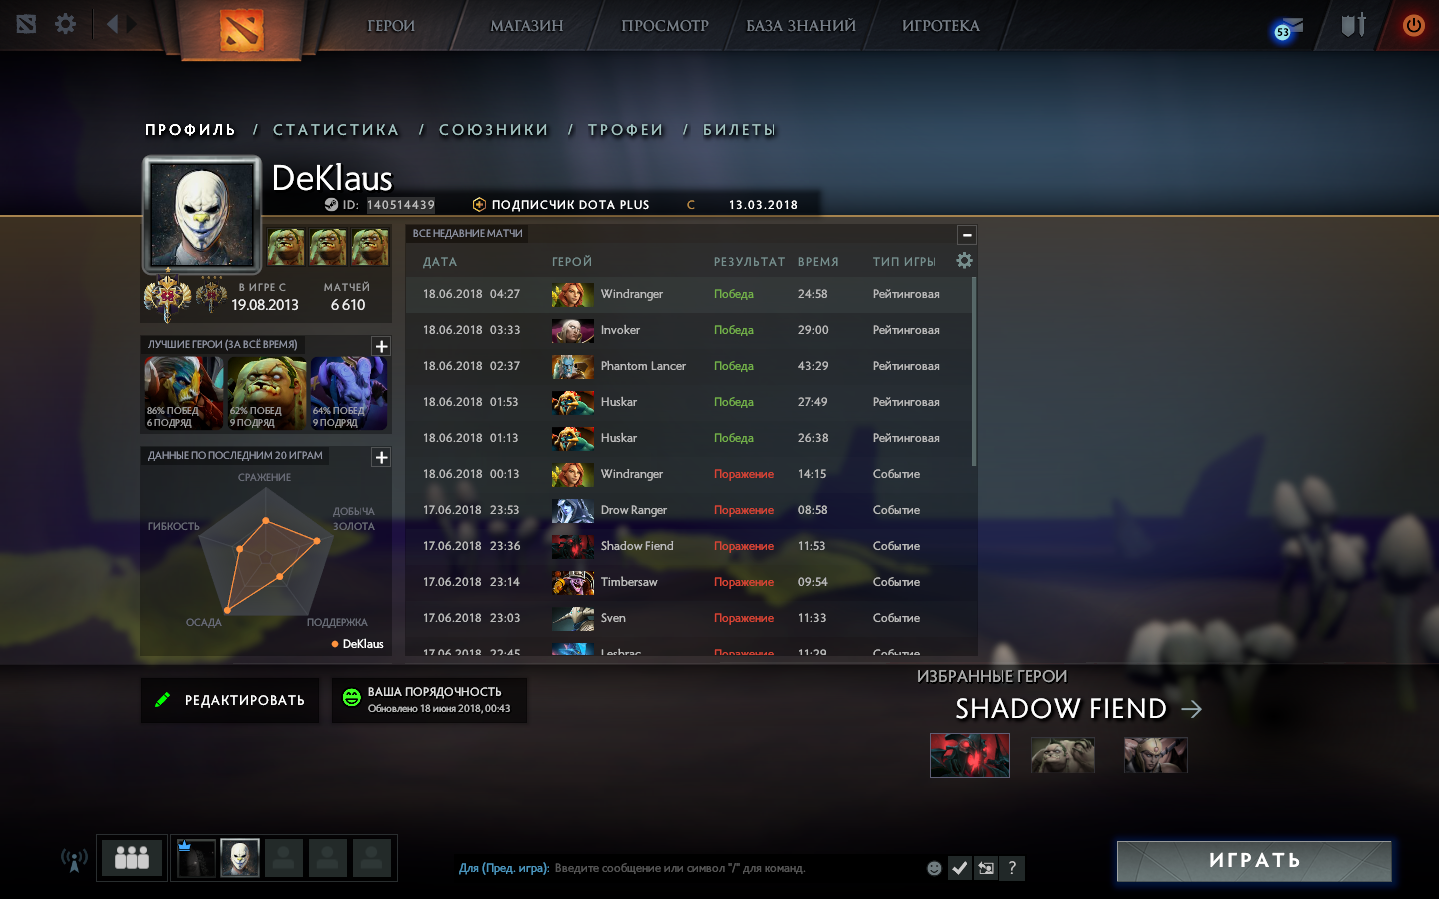 ГЕРОИ МАГАЗИН ПРОСМОТР БАЗА ЗНАНИЙ ИГРОТЕКА
53
ПРОФИЛЬ / СТАТИСТИКА / СОЮЗНИКИ / ТРОФЕИ / БИЛЕТЫ
DeKlaus
ID: 140514439 ПОДПИСЧИК DOTA PLUS С 13.03.2018
В ИГРЕ С МАТЧЕЙ
19.08.2013 6 610
ЛУЧШИЕ ГЕРОИ (ЗА ВСЁ ВРЕМЯ)
86% ПОБЕД 62% ПОБЕД 64% ПОБЕД
6 ПОДРЯД 9 ПОДРЯД 9 ПОДРЯД
ДАННЫЕ ПО ПОСЛЕДНИМ 20 ИГРАМ
СРАЖЕНИЕ
ДОБЫЧА
ЗОЛОТА
ГИБКОСТЬ
ОСАДА ПОДДЕРЖКА
DeKlaus
ВСЕ НЕДАВНИЕ МАТЧИ
ДАТА ГЕРОЙ РЕЗУЛЬТАТ ВРЕМЯ ТИП ИГРЫ
18.06.2018 04:27 Windranger Победа 24:58 Рейтинговая
18.06.2018 03:33 Invoker Победа 29:00 Рейтинговая
18.06.2018 02:37 Phantom Lancer Победа 43:29 Рейтинговая
18.06.2018 01:53 Huskar Победа 27:49 Рейтинговая
18.06.2018 01:13 Huskar Победа 26:38 Рейтинговая
18.06.2018 00:13 Windranger Поражение 14:15 Событие
17.06.2018 23:53 Drow Ranger Поражение 08:58 Событие
17.06.2018 23:36 Shadow Fiend Поражение 11:53 Событие
17.06.2018 23:14 Timbersaw Поражение 09:54 Событие
17.06.2018 23:03 Sven Поражение 11:33 Событие
17.06.2018 22:45 Leshrac Поражение 11:29 Событие
РЕДАКТИРОВАТЬ
ВАША ПОРЯДОЧНОСТЬ
Обновлено 18 июня 2018, 00:43
ИЗБРАННЫЕ ГЕРОИ
SHADOW FIEND
Для (Пред. игра): Введите сообщение или символ "/" для команд.
?
ИГРАТЬ